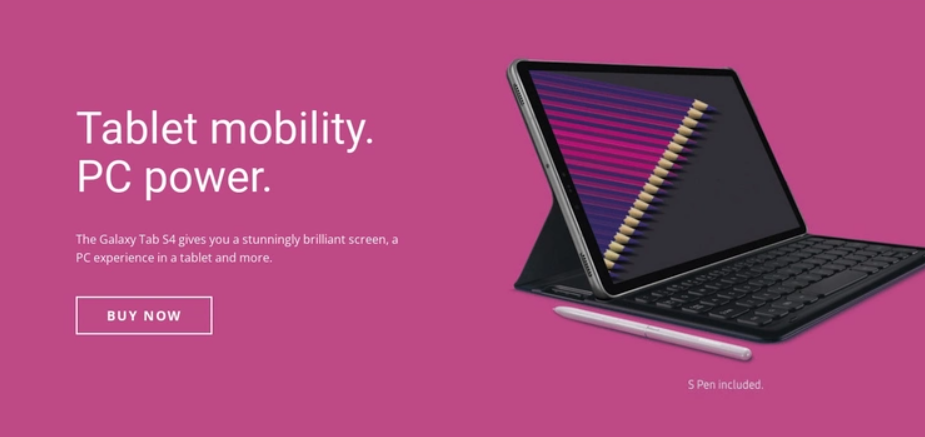 Tablet mobility.
PC power.
The Galaxy Tab S4 gives you a stunningly brilliant screen, a
PC experience in a tablet and more.
BUY NOW
S Pen included.